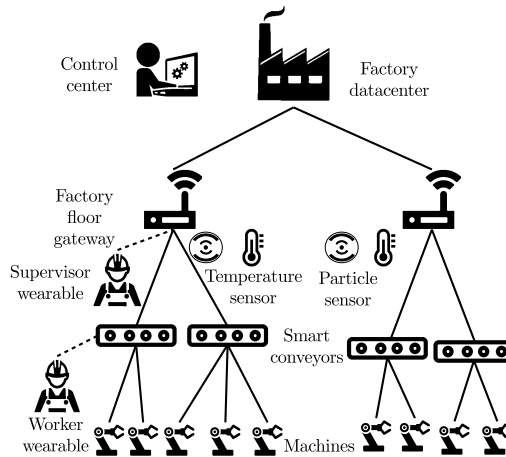 Control
center
Factory
datacenter
Factory
floor
gateway
Supervisor
wearable
Temperature
sensor
Particle
sensor
Smart
conveyors
Worker
wearable
Machines